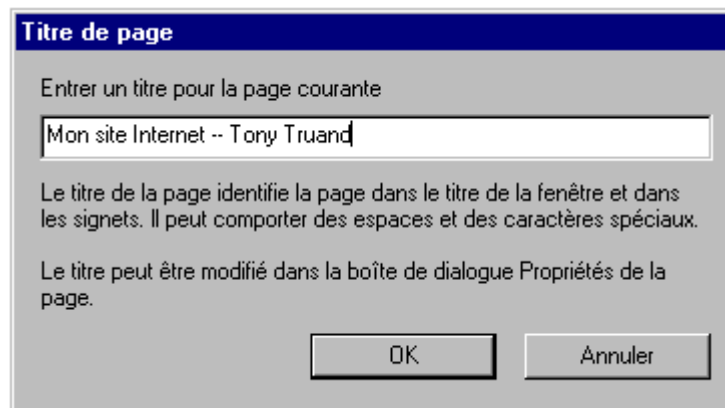 Titre de page
Entrer un titre pour la page courante
Mon site Internet -- Tony Truand
Le titre de la page identifie la page dans le titre de la fenêtre et dans
les signets. Il peut comporter des espaces et des caractères spéciaux.
Le titre peut être modifié dans la boîte de dialogue Propriétés de la
page.
OK
Annuler